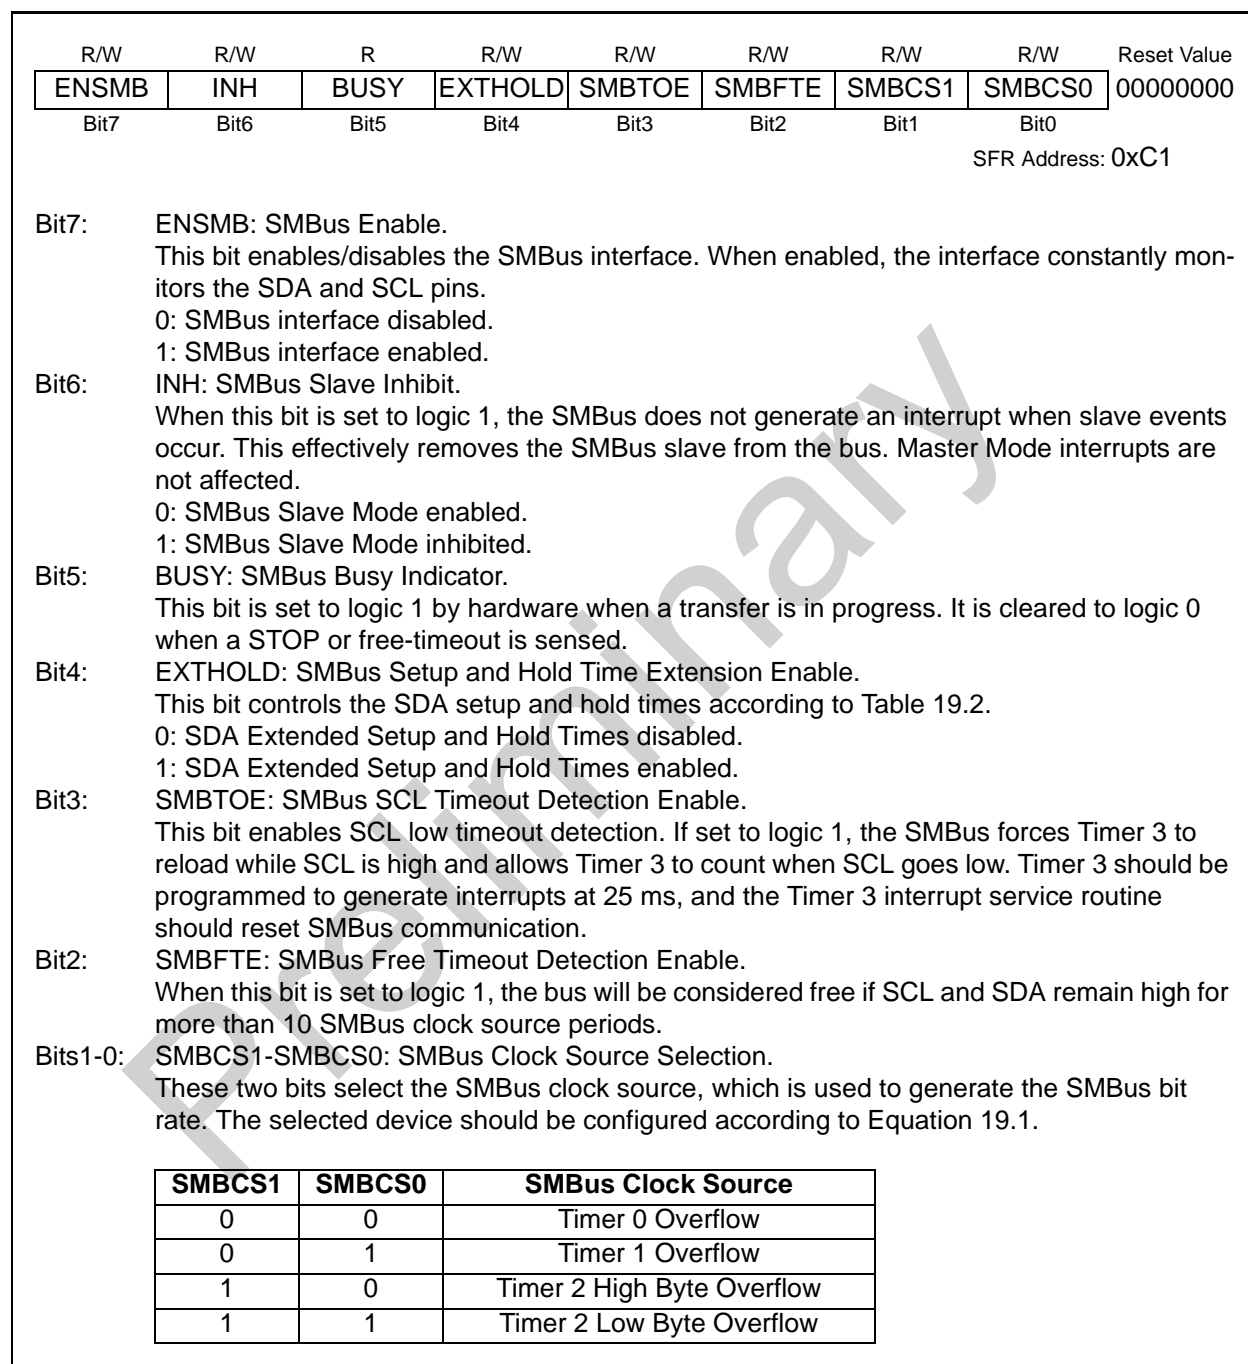 R/W R/W R R/W R/W R/W R/W R/W Reset Value
ENSMB INH BUSY EXTHOLD SMBTOE SMBFTE SMBCS1 SMBCS0 00000000
Bit7 Bit6 Bit5 Bit4 Bit3 Bit2 Bit1 Bit0
SFR Address: 0xC1
Bit7: ENSMB: SMBus Enable.
This bit enables/disables the SMBus interface. When enabled, the interface constantly mon-
itors the SDA and SCL pins.
0: SMBus interface disabled.
1: SMBus interface enabled.
Bit6: INH: SMBus Slave Inhibit.
When this bit is set to logic 1, the SMBus does not generate an interrupt when slave events
occur. This effectively removes the SMBus slave from the bus. Master Mode interrupts are
not affected.
0: SMBus Slave Mode enabled.
1: SMBus Slave Mode inhibited.
Bit5: BUSY: SMBus Busy Indicator.
This bit is set to logic 1 by hardware when a transfer is in progress. It is cleared to logic 0
when a STOP or free-timeout is sensed.
Bit4: EXTHOLD: SMBus Setup and Hold Time Extension Enable.
This bit controls the SDA setup and hold times according to Table 19.2.
0: SDA Extended Setup and Hold Times disabled.
1: SDA Extended Setup and Hold Times enabled.
Bit3: SMBTOE: SMBus SCL Timeout Detection Enable.
This bit enables SCL low timeout detection. If set to logic 1, the SMBus forces Timer 3 to
reload while SCL is high and allows Timer 3 to count when SCL goes low. Timer 3 should be
programmed to generate interrupts at 25 ms, and the Timer 3 interrupt service routine
should reset SMBus communication.
Bit2: SMBFTE: SMBus Free Timeout Detection Enable.
When this bit is set to logic 1, the bus will be considered free if SCL and SDA remain high for
more than 10 SMBus clock source periods.
Bits1-0: SMBCS1-SMBCS0: SMBus Clock Source Selection.
These two bits select the SMBus clock source, which is used to generate the SMBus bit
rate. The selected device should be configured according to Equation 19.1.
SMBCS1 SMBCS0 SMBus Clock Source
0 0 Timer 0 Overflow
0 1 Timer 1 Overflow
1 0 Timer 2 High Byte Overflow
1 1 Timer 2 Low Byte Overflow
Preliminary